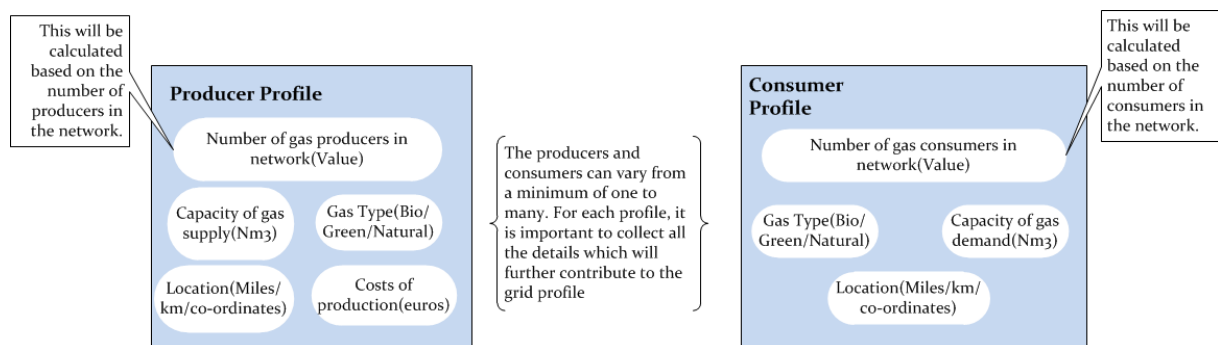 This will be
calculated
based on the
number of
producers in
the network.
Producer Profile
Number of gas producers in
network(Value)
Capacity of gas
supply(Nm3)
Gas Type(Bio/
Green/Natural)
Location(Miles/
km/co-ordinates)
Costs of
production(euros)
The producers and
consumers can vary from
a minimum of one to
many. For each profile, it
is important to collect all
the details which will
further contribute to the
grid profile
Consumer
Profile
Number of gas consumers in
network(Value)
Gas Type(Bio/
Green/Natural)
Capacity of gas
demand(Nm3)
Location(Miles/km/
co-ordinates)
This will be
calculated
based on the
number of
consumers in
the network.